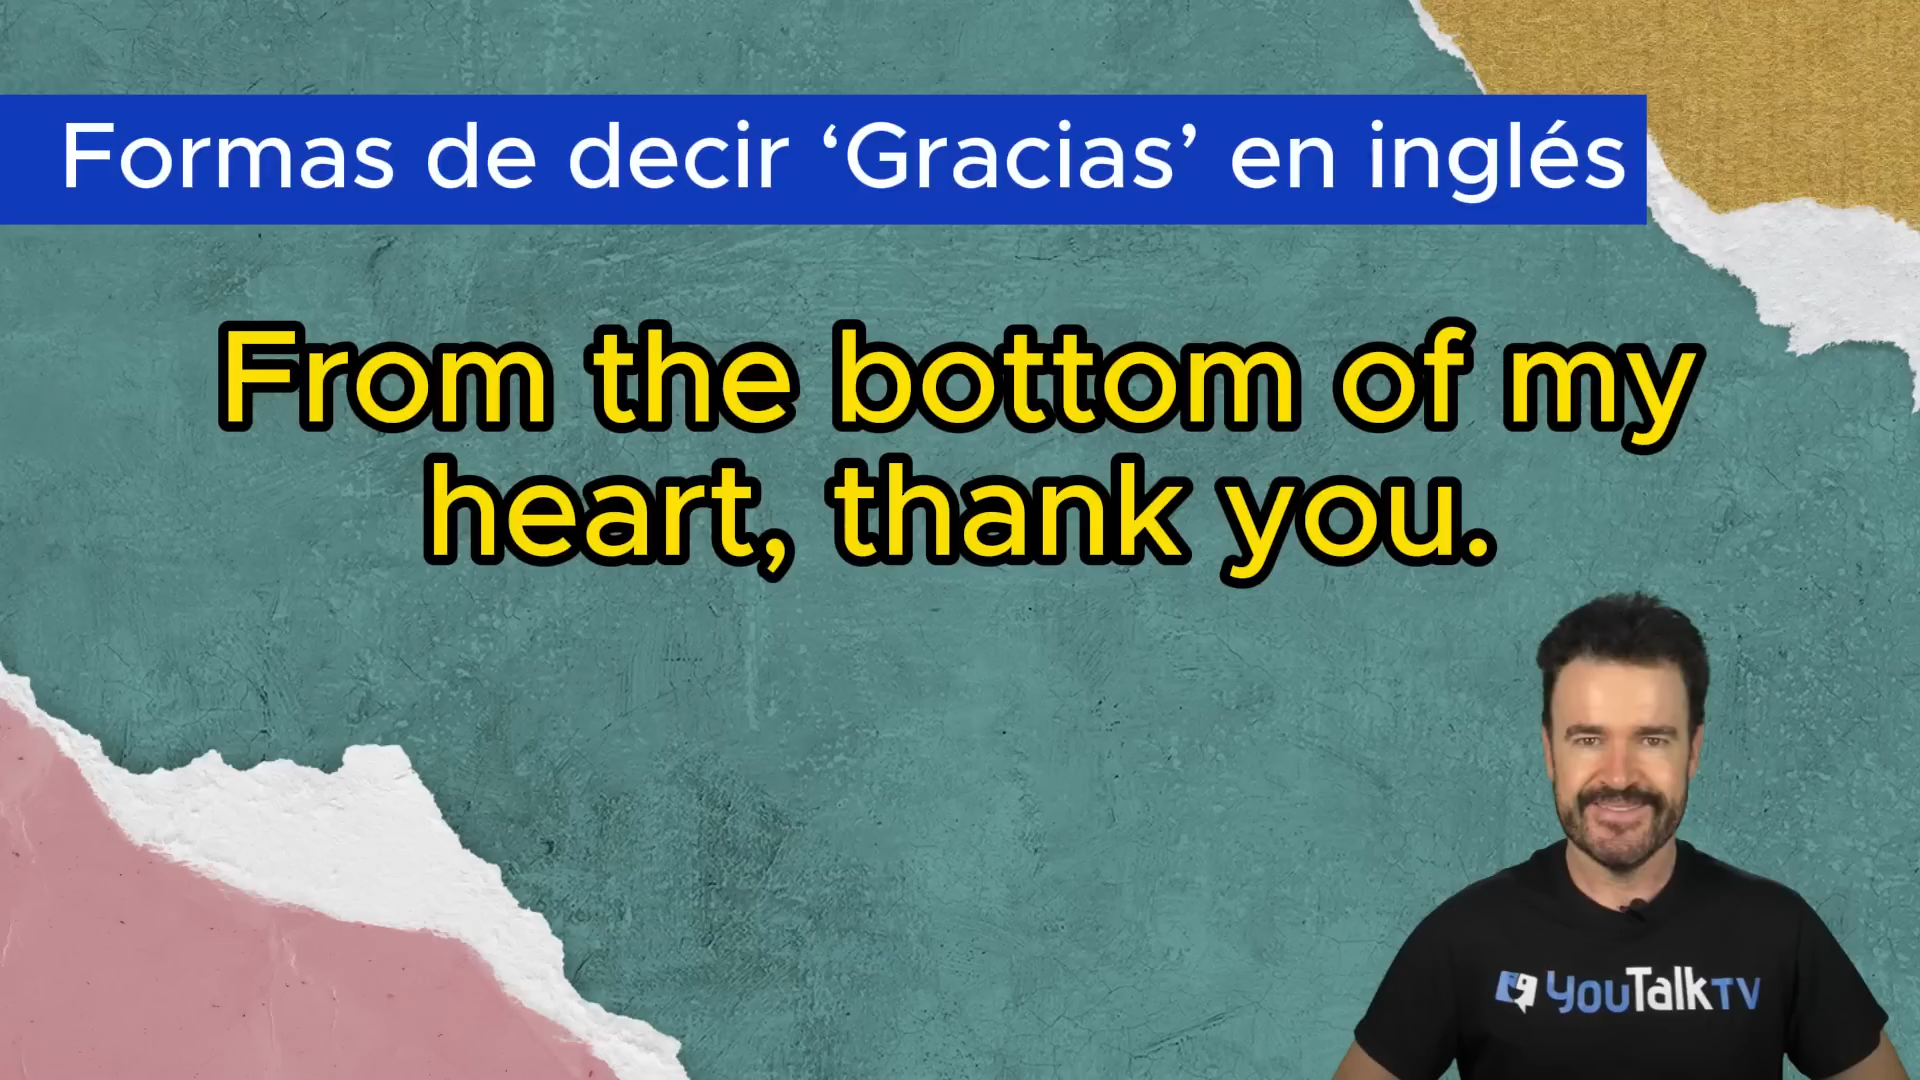 Formas de decir ‘Gracias’ en inglés
From the bottom of my
heart, thank you.
YouTalkTV